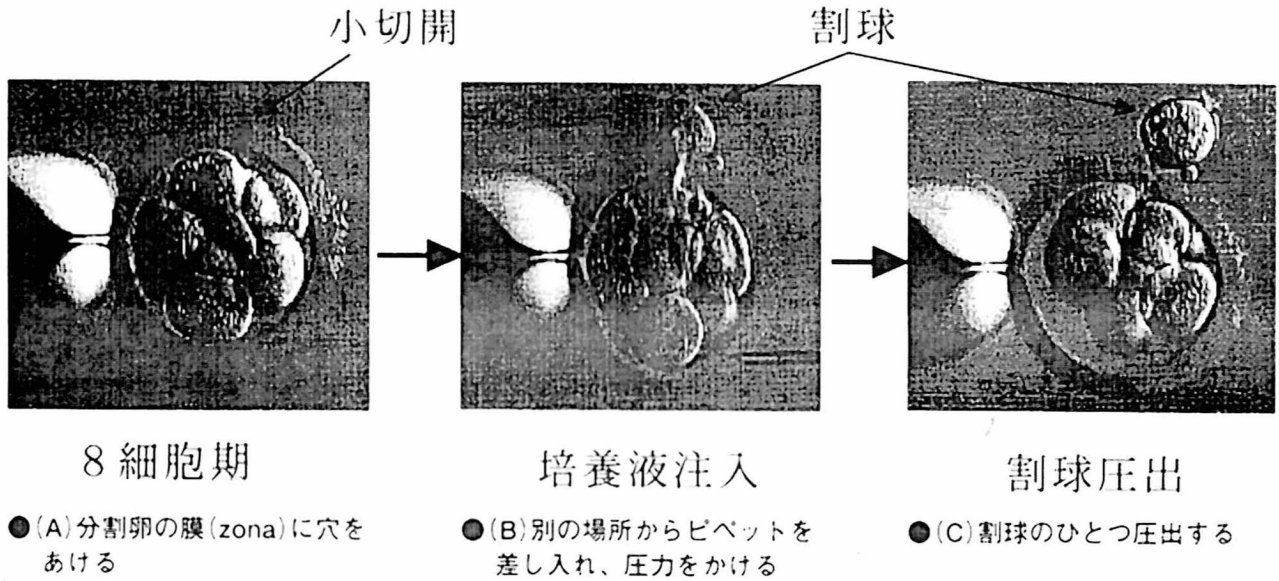 小切開
割球
8細胞期
培養液注入
割球圧出
●(A)分割卵の膜(zona)に穴を
あける
●(B)別の場所からピペットを
差し入れ、圧力をかける
●(C)割球のひとつ圧出する